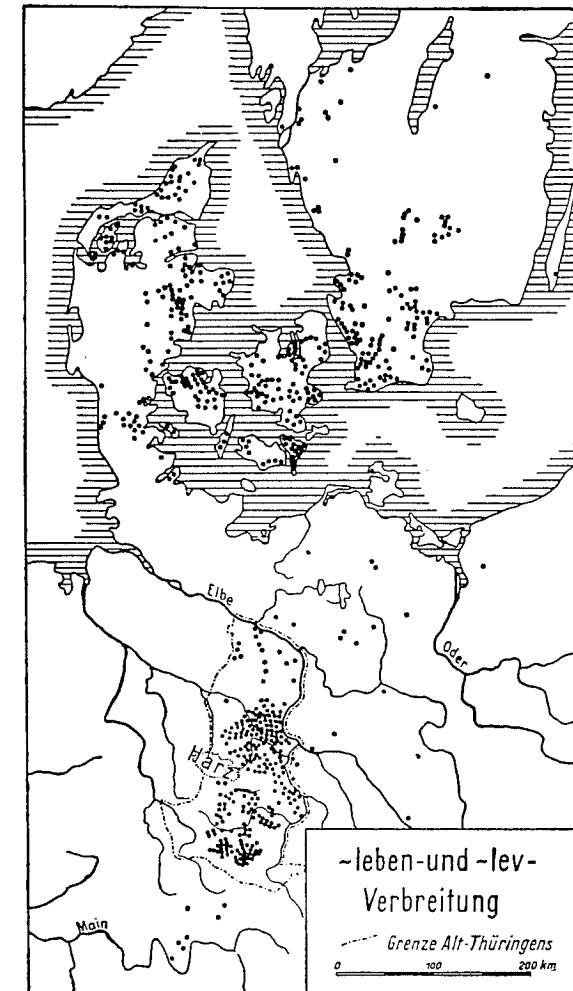 Elbe
Oder
Harz
Main
~leben-und ~lev-
Verbreitung
Grenze Alt-Thüringens
0 100 200 km